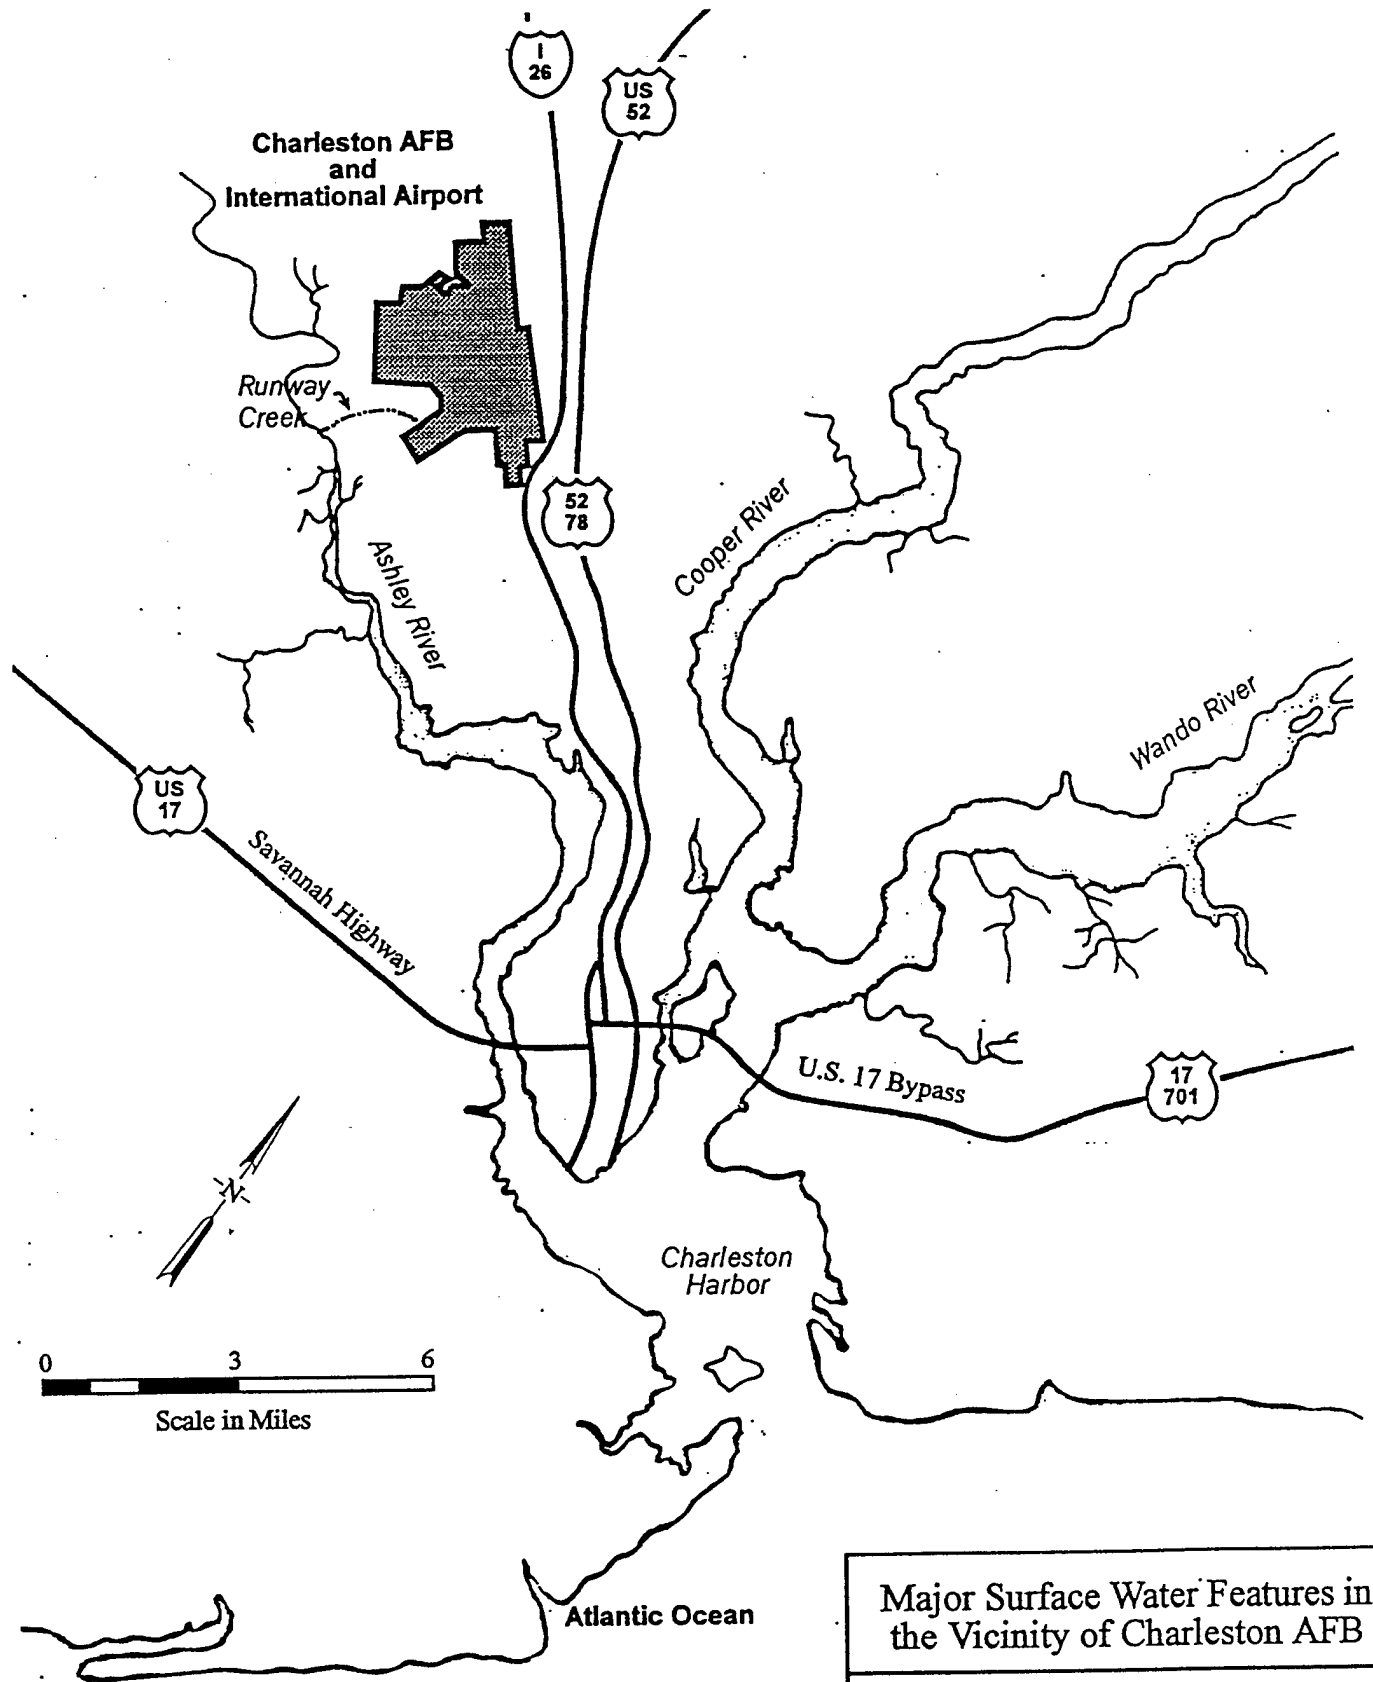 I
26
US
52
Charleston AFB
and
International Airport
Runway
Creek
52
78
Cooper River
Ashley River
Wando River
US
17
Savannah Highway
U.S. 17 Bypass
17
701
N
Charleston
Harbor
0 3 6
Scale in Miles
Atlantic Ocean
Major Surface Water Features in
the Vicinity of Charleston AFB